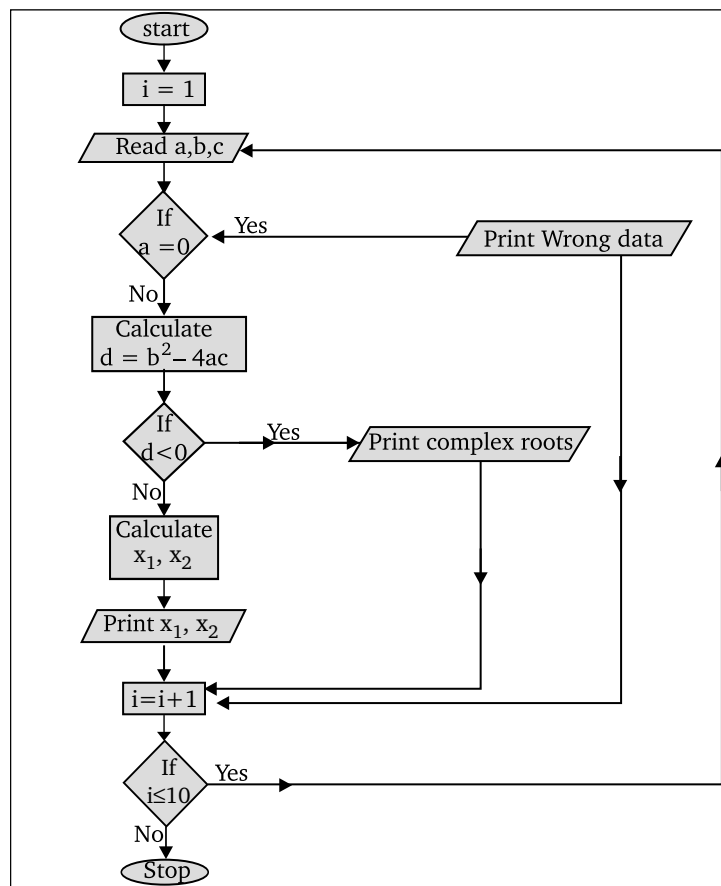 start
i = 1
Read a,b,c
If
a =0
Yes
Print Wrong data
No
Calculate
d = b² – 4ac
If
d<0
Yes
Print complex roots
No
Calculate
x₁, x₂
Print x₁, x₂
i=i+1
If
i≤10
Yes
No
Stop